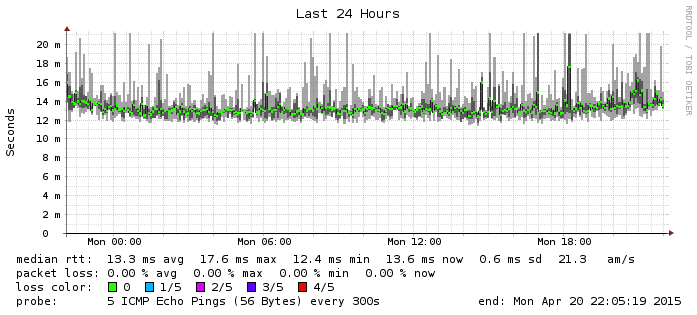 Last 24 Hours
RRDTOOL / TOBI OETIKER
Seconds
20 m
18 m
16 m
14 m
12 m
10 m
8 m
6 m
4 m
2 m
0
Mon 00:00 Mon 06:00 Mon 12:00 Mon 18:00
median rtt: 13.3 ms avg 17.6 ms max 12.4 ms min 13.6 ms now 0.6 ms sd 21.3 am/s
packet loss: 0.00 % avg 0.00 % max 0.00 % min 0.00 % now
loss color: 0 1/5 2/5 3/5 4/5
probe: 5 ICMP Echo Pings (56 Bytes) every 300s end: Mon Apr 20 22:05:19 2015